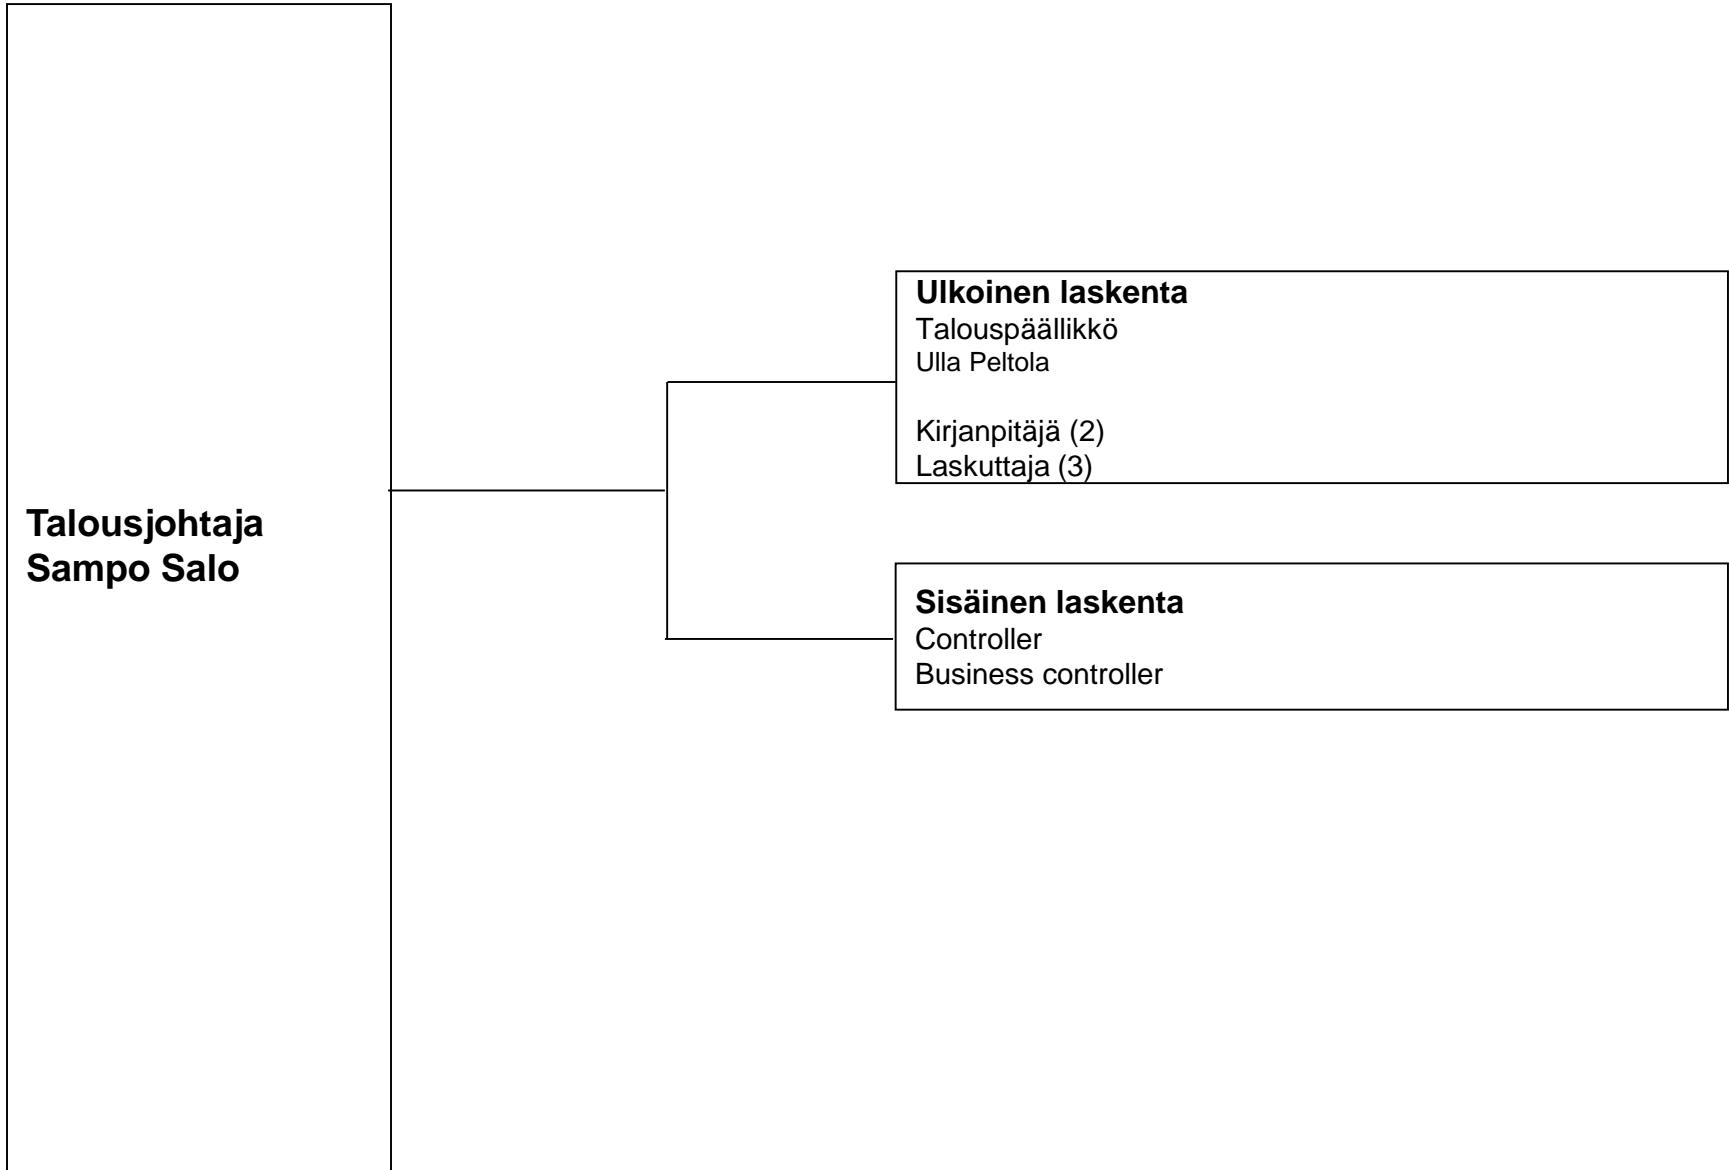 Talousjohtaja
Sampo Salo
Ulkoinen laskenta
Talouspäällikkö
Ulla Peltola
Kirjanpitäjä (2)
Laskuttaja (3)
Sisäinen laskenta
Controller
Business controller